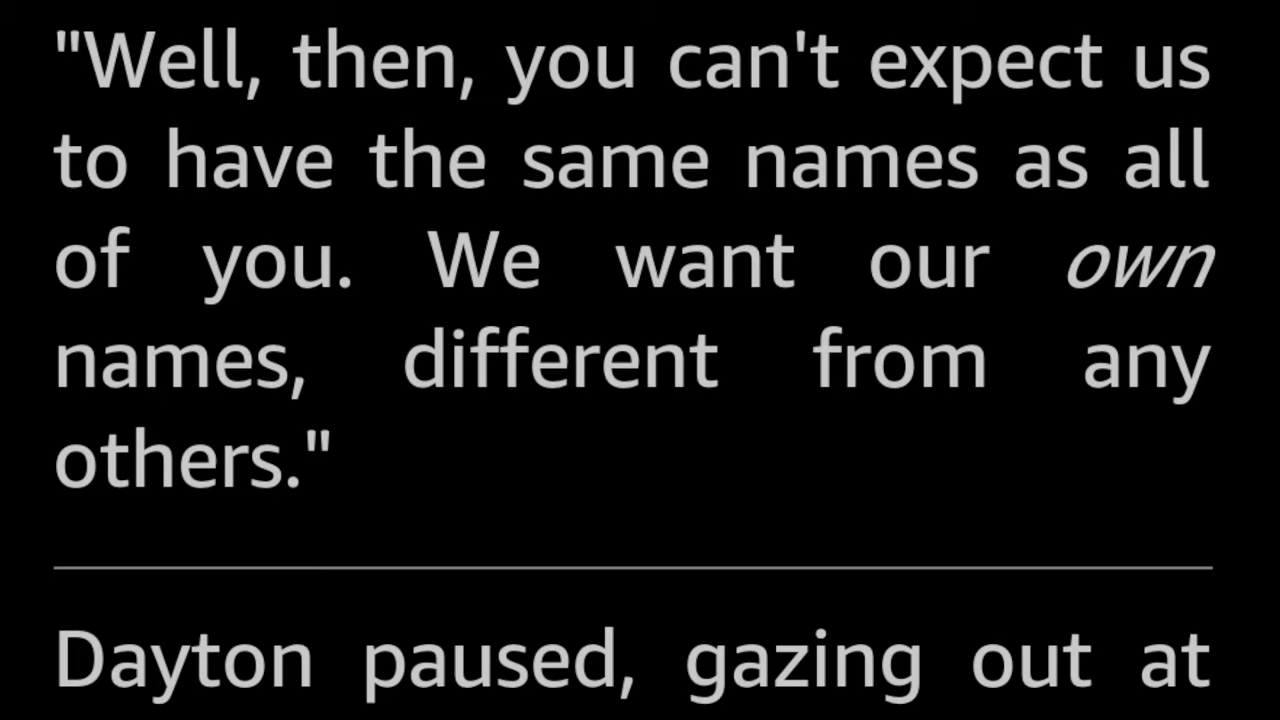 "Well, then, you can't expect us
to have the same names as all
of you. We want our own
names, different from any
others."
Dayton paused, gazing out at